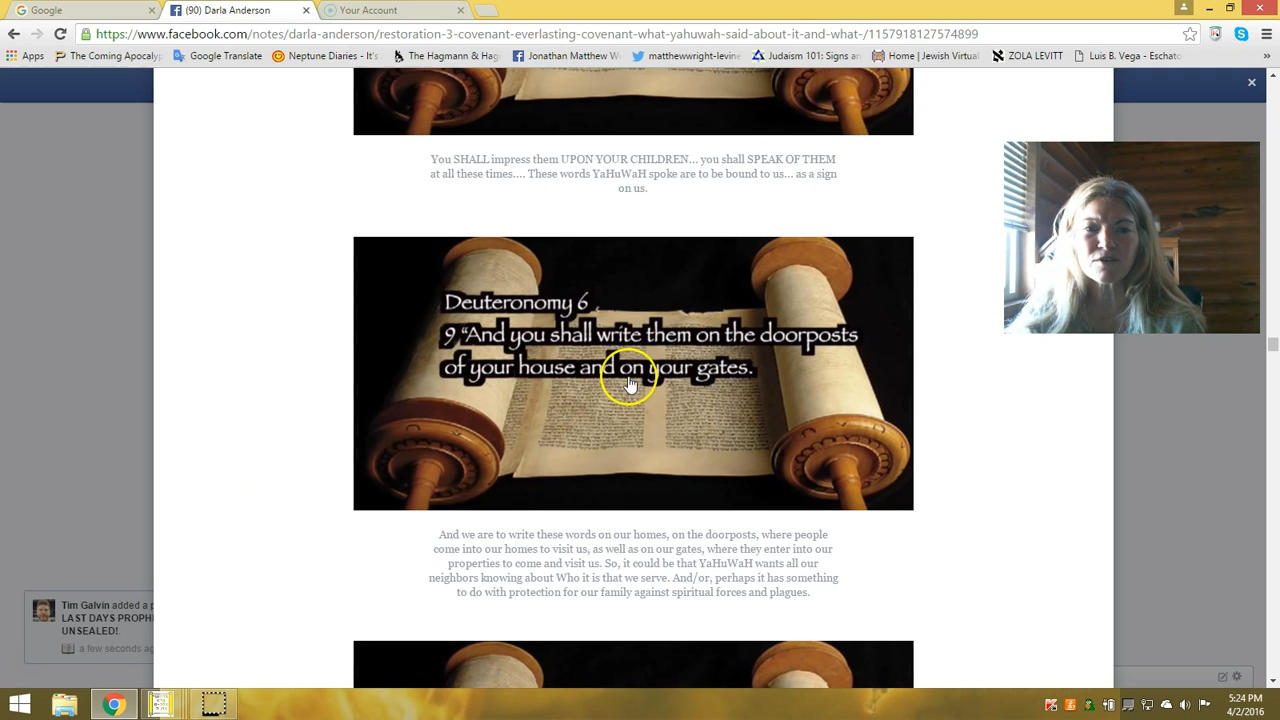 Google
(90) Darla Anderson
Your Account
https://www.facebook.com/notes/darla-anderson/restoration-3-covenant-everlasting-covenant-what-yahuwah-said-about-it-and-what-/1157918127574899
Apps
The Coming Apocalyp
Google Translate
Neptune Diaries - It's
The Hagmann & Hag
Jonathan Matthew
matthewwright-levine
Judaism 101: Signs an
Home | Jewish Virtual
ZOLA LEVITT
Luis B. Vega - Eschato
You SHALL impress them UPON YOUR CHILDREN... you shall SPEAK OF THEM
at all these times.... These words YaHuWaH spoke are to be bound to us... as a sign
on us.
Deuteronomy 6
9 “And you shall write them on the doorposts
of your house and on your gates.
And we are to write these words on our homes, on the doorposts, where people
come into our homes to visit us, as well as on our gates, where they enter into our
properties to come and visit us. So, it could be that YaHuWaH wants all our
neighbors knowing about Who it is that we serve. And/or, perhaps it has something
to do with protection for our family against spiritual forces and plagues.
Tim Galvin added a p
LAST DAYS PROPH
UNSEALED!.
a few seconds ag
5:24 PM
4/2/2016